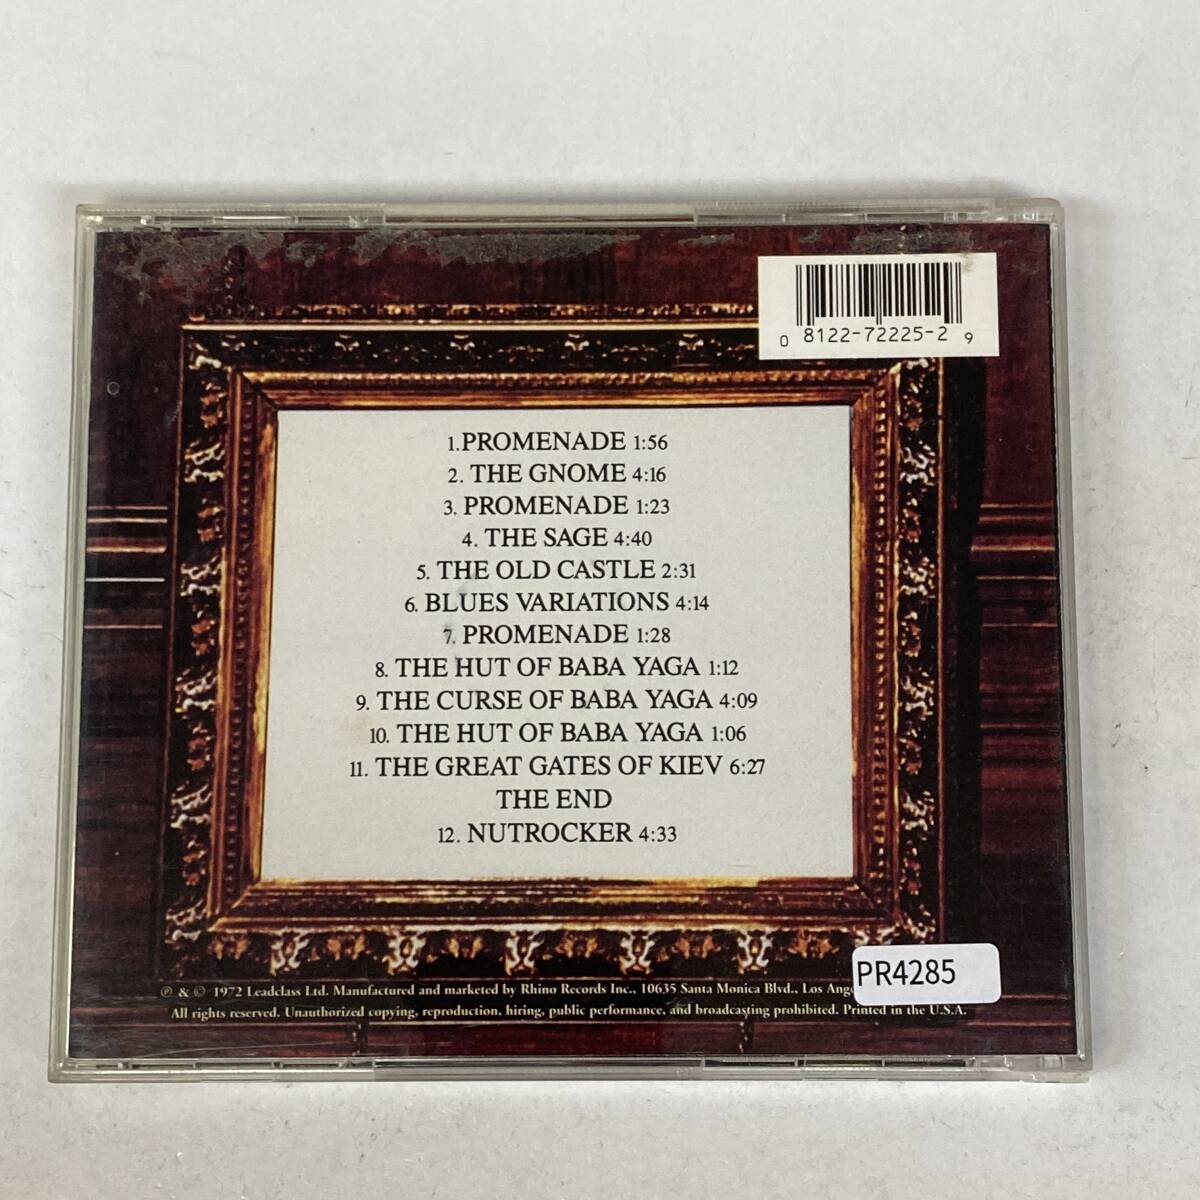 0 8122-72225-2 9
1.PROMENADE 1:56
2. THE GNOME 4:16
3. PROMENADE 1:23
4. THE SAGE 4:40
5. THE OLD CASTLE 2:31
6. BLUES VARIATIONS 4:14
7. PROMENADE 1:28
8. THE HUT OF BABA YAGA 1:12
9. THE CURSE OF BABA YAGA 4:09
10. THE HUT OF BABA YAGA 1:06
11. THE GREAT GATES OF KIEV 6:27
THE END
12. NUTROCKER 4:33
PR4285
℗ & © 1972 Leadclass Ltd. Manufactured and marketed by Rhino Records Inc., 10635 Santa Monica Blvd., Los
All rights reserved. Unauthorized copying, reproduction, hiring, public performance, and broadcasting prohibited. Printed in the U.S.A.